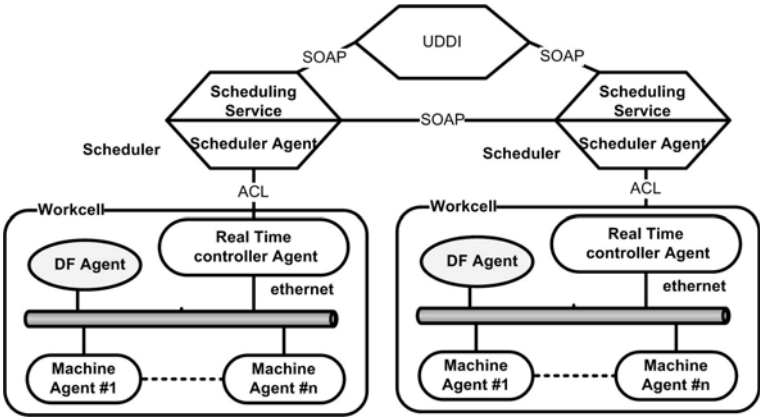 UDDI
SOAP
SOAP
Scheduling
Service
Scheduler Agent
Scheduler
SOAP
Scheduling
Service
Scheduler Agent
Scheduler
ACL
Workcell
Real Time
controller Agent
DF Agent
ethernet
Machine
Agent #1
Machine
Agent #n
ACL
Workcell
Real Time
controller Agent
DF Agent
ethernet
Machine
Agent #1
Machine
Agent #n